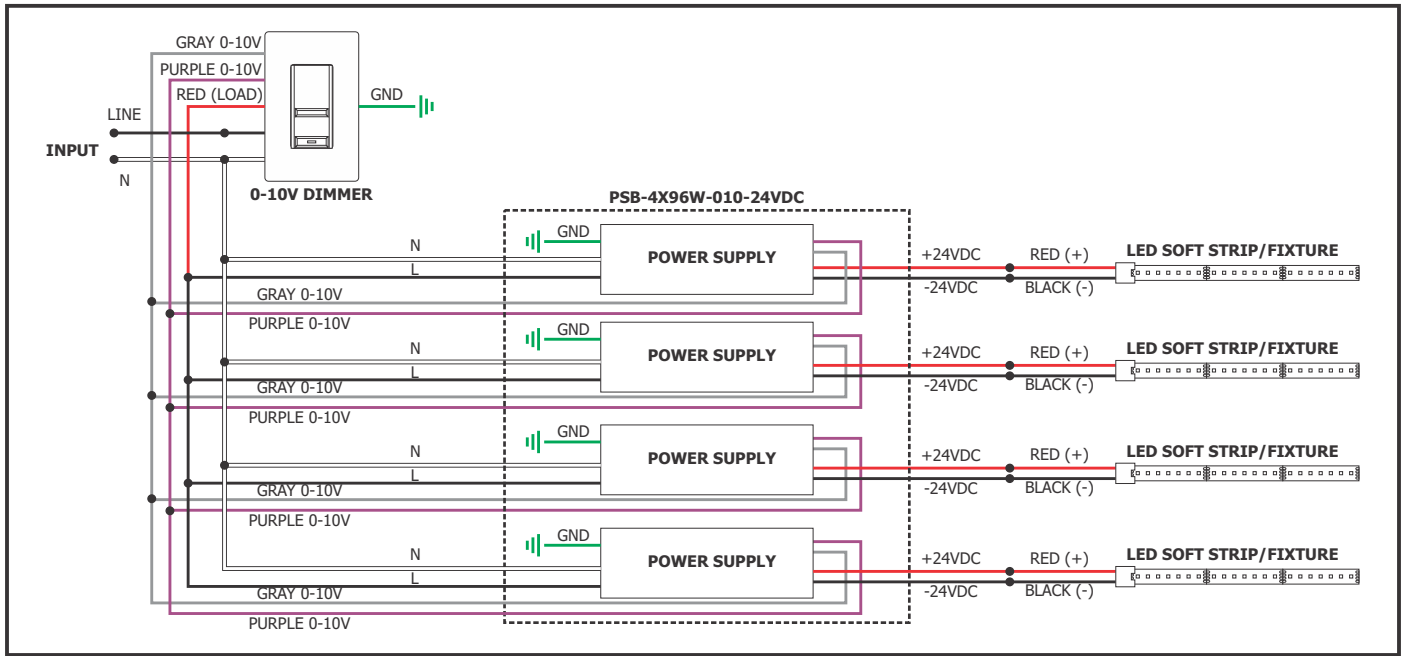 GRAY 0-10V
PURPLE 0-10V
RED (LOAD)
GND
LINE
INPUT
N
0-10V DIMMER
PSB-4X96W-010-24VDC
N
GND
L
POWER SUPPLY
+24VDC
RED (+)
LED SOFT STRIP/FIXTURE
-24VDC
BLACK (-)
GRAY 0-10V
PURPLE 0-10V
N
GND
L
POWER SUPPLY
+24VDC
RED (+)
LED SOFT STRIP/FIXTURE
-24VDC
BLACK (-)
GRAY 0-10V
PURPLE 0-10V
N
GND
L
POWER SUPPLY
+24VDC
RED (+)
LED SOFT STRIP/FIXTURE
-24VDC
BLACK (-)
GRAY 0-10V
PURPLE 0-10V
N
GND
L
POWER SUPPLY
+24VDC
RED (+)
LED SOFT STRIP/FIXTURE
-24VDC
BLACK (-)
GRAY 0-10V
PURPLE 0-10V